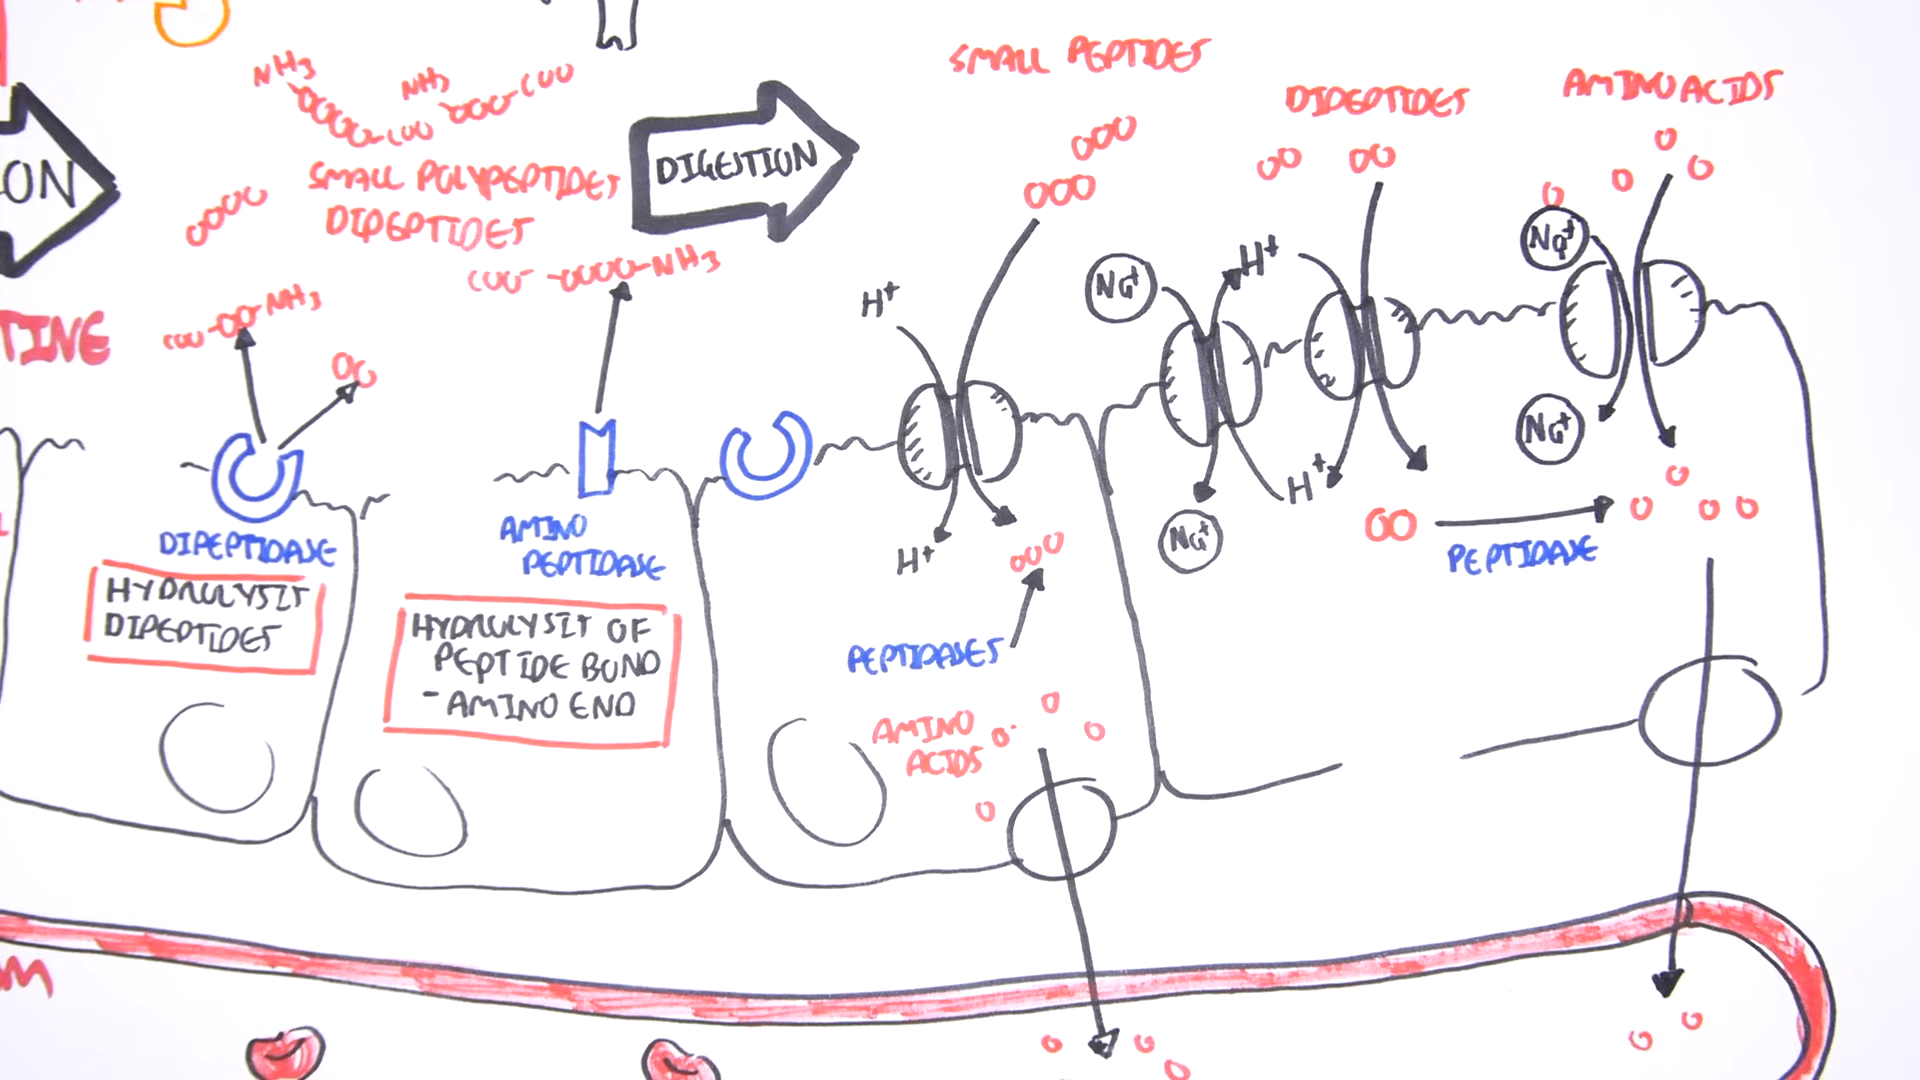 SMALL PEPTIDES
DIPEPTIDES
AMINO ACIDS
NH3
NH3
COO
COO
SMALL POLYPEPTIDES
DIPEPTIDES
DIGESTION
ON
COO- -OOOO-NH3
COO-OO-NH3
TINE
H+
Na+
H+
Na+
Na+
H+
H+
Na+
DIPEPTIDASE
HYDROLYSIS
DIPEPTIDES
AMINO
PEPTIDASE
HYDROLYSIS OF
PEPTIDE BOND
- AMINO END
PEPTIDASE
PEPTIDASES
AMINO
ACIDS
M